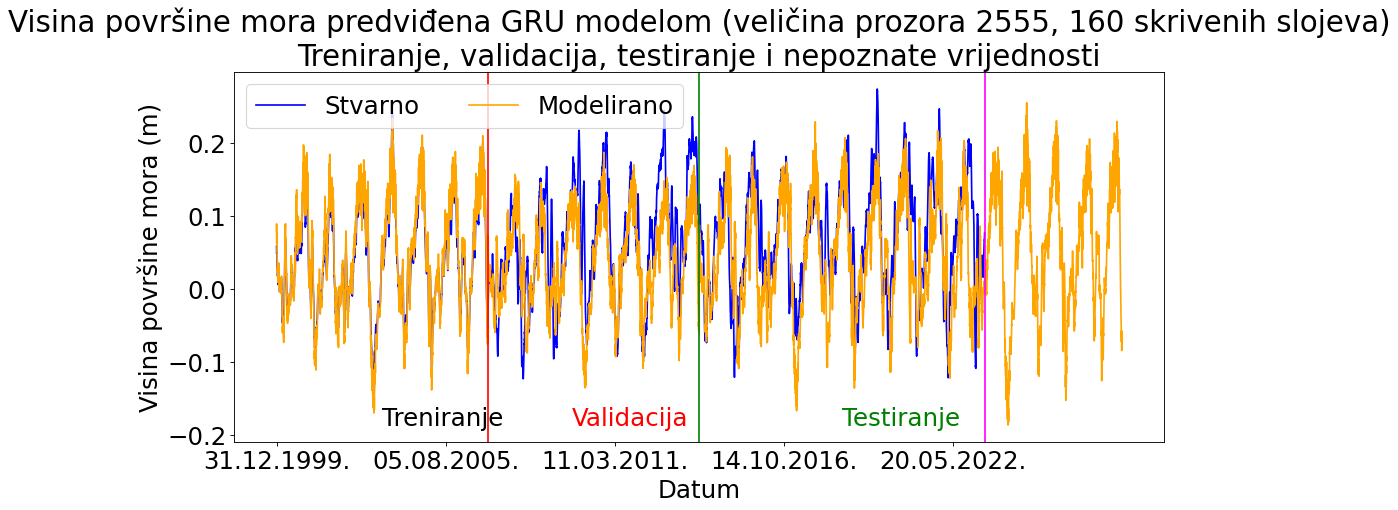 Visina površine mora predviđena GRU modelom (veličina prozora 2555, 160 skrivenih slojeva)
Treniranje, validacija, testiranje i nepoznate vrijednosti
Stvarno
Modelirano
Visina površine mora (m)
0.2
0.1
0.0
−0.1
−0.2
Treniranje
Validacija
Testiranje
31.12.1999.
05.08.2005.
11.03.2011.
14.10.2016.
20.05.2022.
Datum